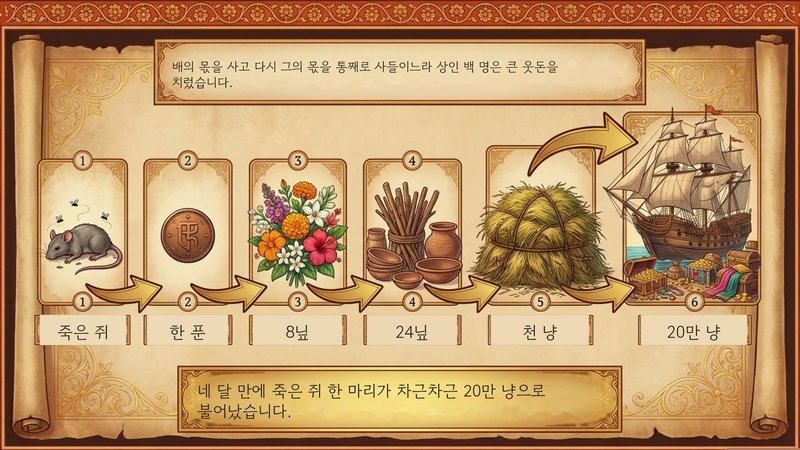 배의 몫을 사고 다시 그의 몫을 통째로 사들이느라 상인 백 명은 큰 웃돈을
치렀습니다.
1
2
3
4
1
2
3
4
5
6
죽은 쥐
한 푼
8닢
24닢
천 냥
20만 냥
네 달 만에 죽은 쥐 한 마리가 차근차근 20만 냥으로
불어났습니다.